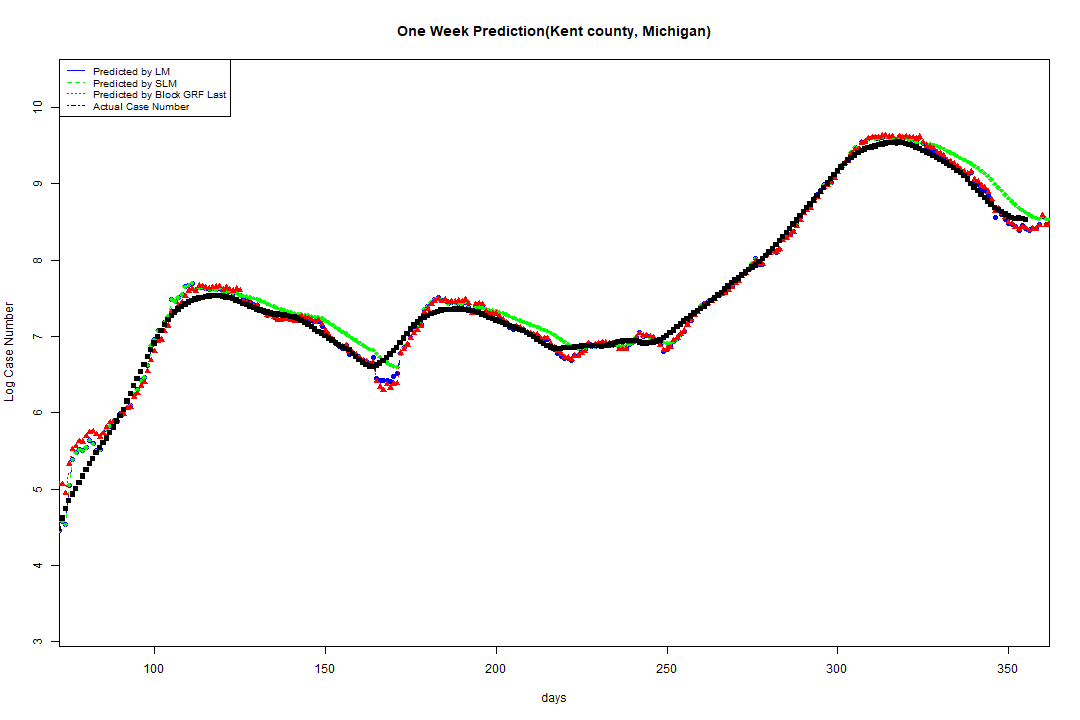 One Week Prediction(Kent county, Michigan)
Predicted by LM
Predicted by SLM
Predicted by Block GRF Last
Actual Case Number
10
9
8
7
6
5
4
3
Log Case Number
100 150 200 250 300 350
days